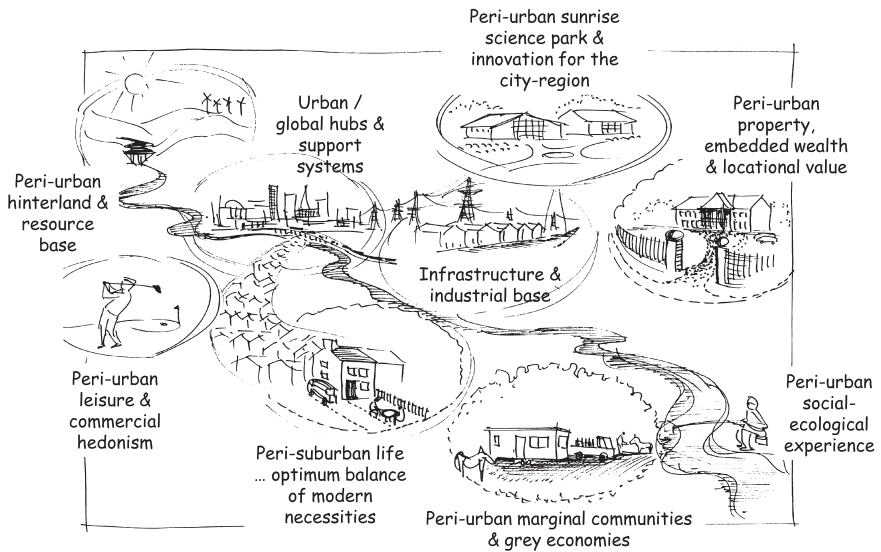 Peri-urban sunrise
science park &
innovation for the
city-region
Urban /
global hubs &
support
systems
Peri-urban
property,
embedded wealth
& locational value
Peri-urban
hinterland &
resource
base
Infrastructure &
industrial base
Peri-urban
leisure &
commercial
hedonism
Peri-urban
social-
ecological
experience
Peri-suburban life
... optimum balance
of modern
necessities
Peri-urban marginal communities
& grey economies